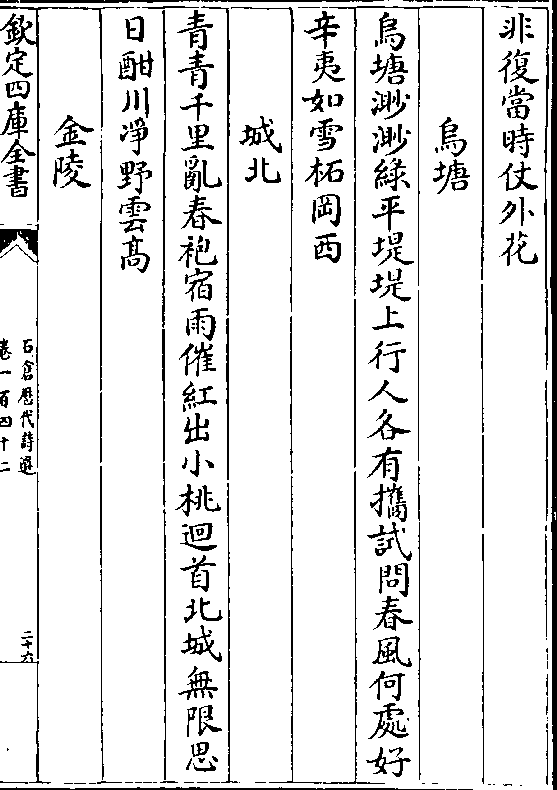 非復當時仗外花
烏塘
烏塘渺渺緑平堤堤上行人各有攜試問春風何處好
辛夷如雪柘岡西
城北
青青千里亂春袍宿雨催紅出小桃迴首北城無限思
日酣川淨野雲髙
金陵
欽定四庫全書
石倉歷代詩選
卷一百四十二
二十六